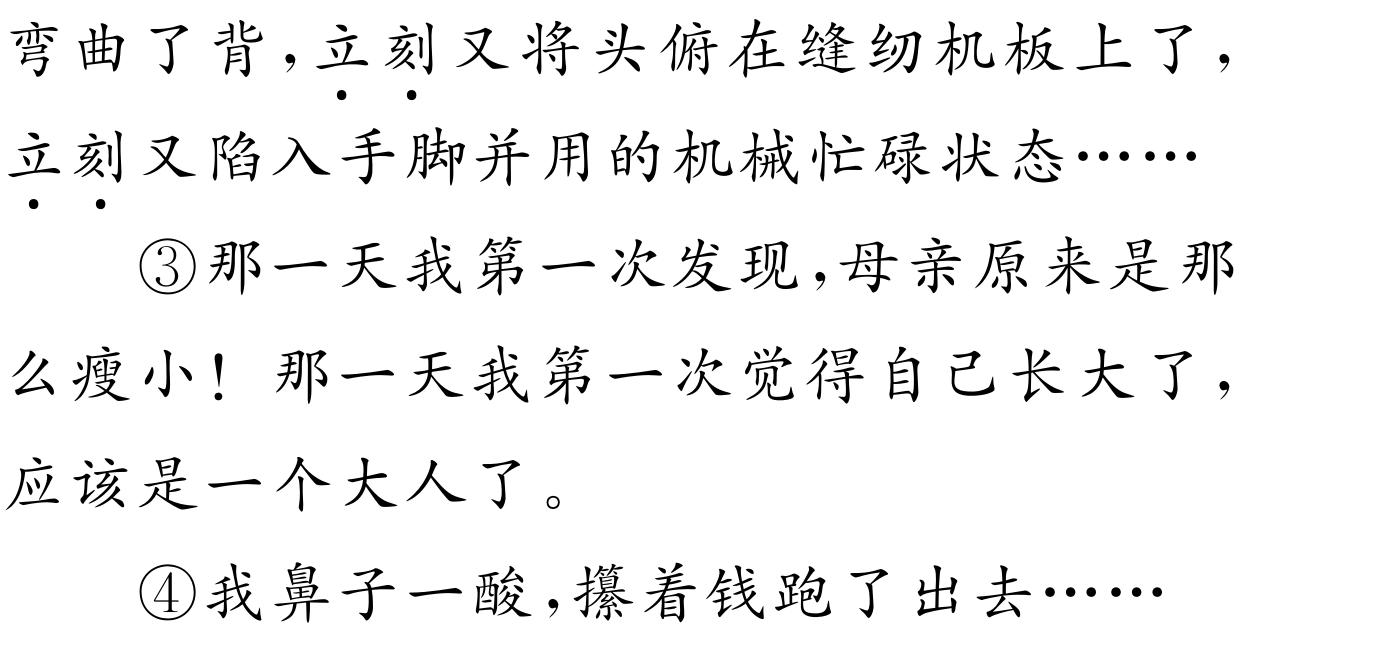 弯曲了背,立刻又将头俯在缝纫机板上了,
立刻又陷入手脚并用的机械忙碌状态……
③那一天我第一次发现,母亲原来是那
么瘦小!那一天我第一次觉得自己长大了,
应该是一个大人了。
④我鼻子一酸,攥着钱跑了出去……